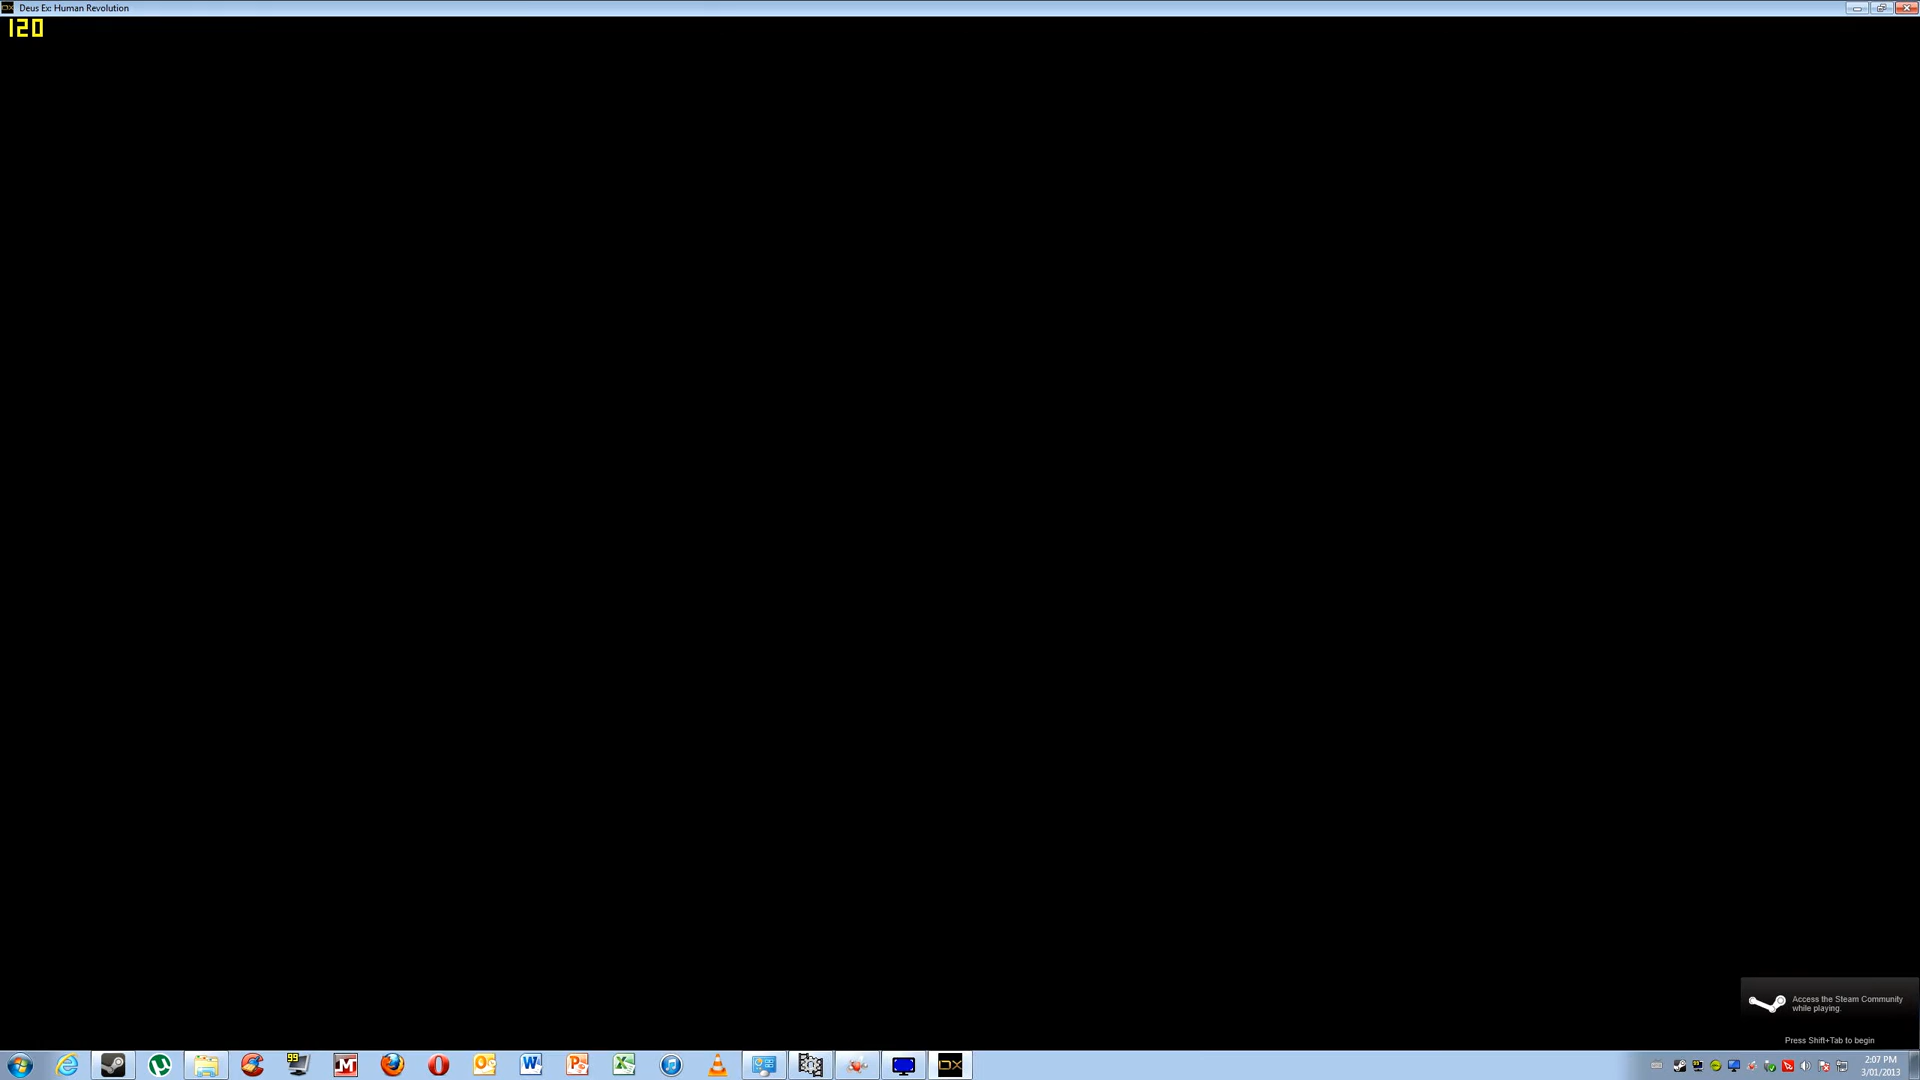 Deus Ex: Human Revolution
120
Access the Steam Community
while playing.
Press Shift+Tab to begin
99
2:07 PM
3/01/2013